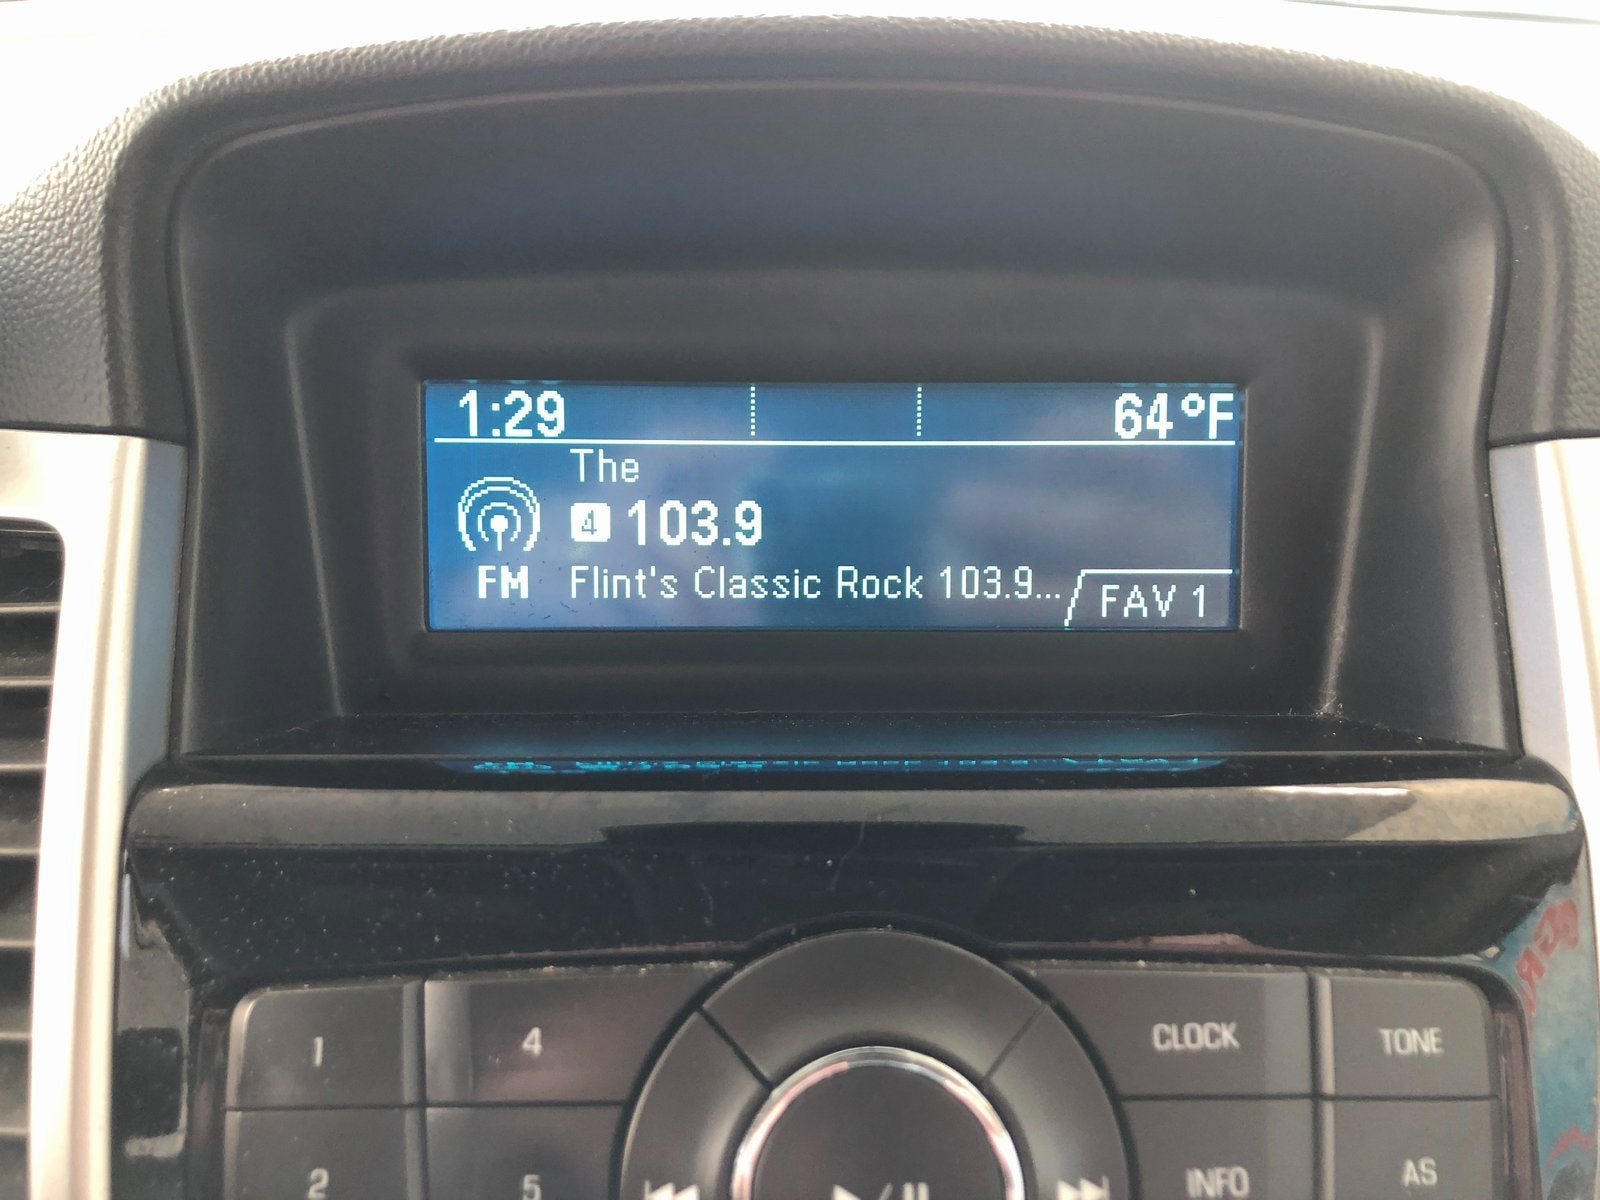 1:29 64°F
The
4 103.9
FM Flint's Classic Rock 103.9... FAV 1
1 4 CLOCK TONE
2 5 INFO AS